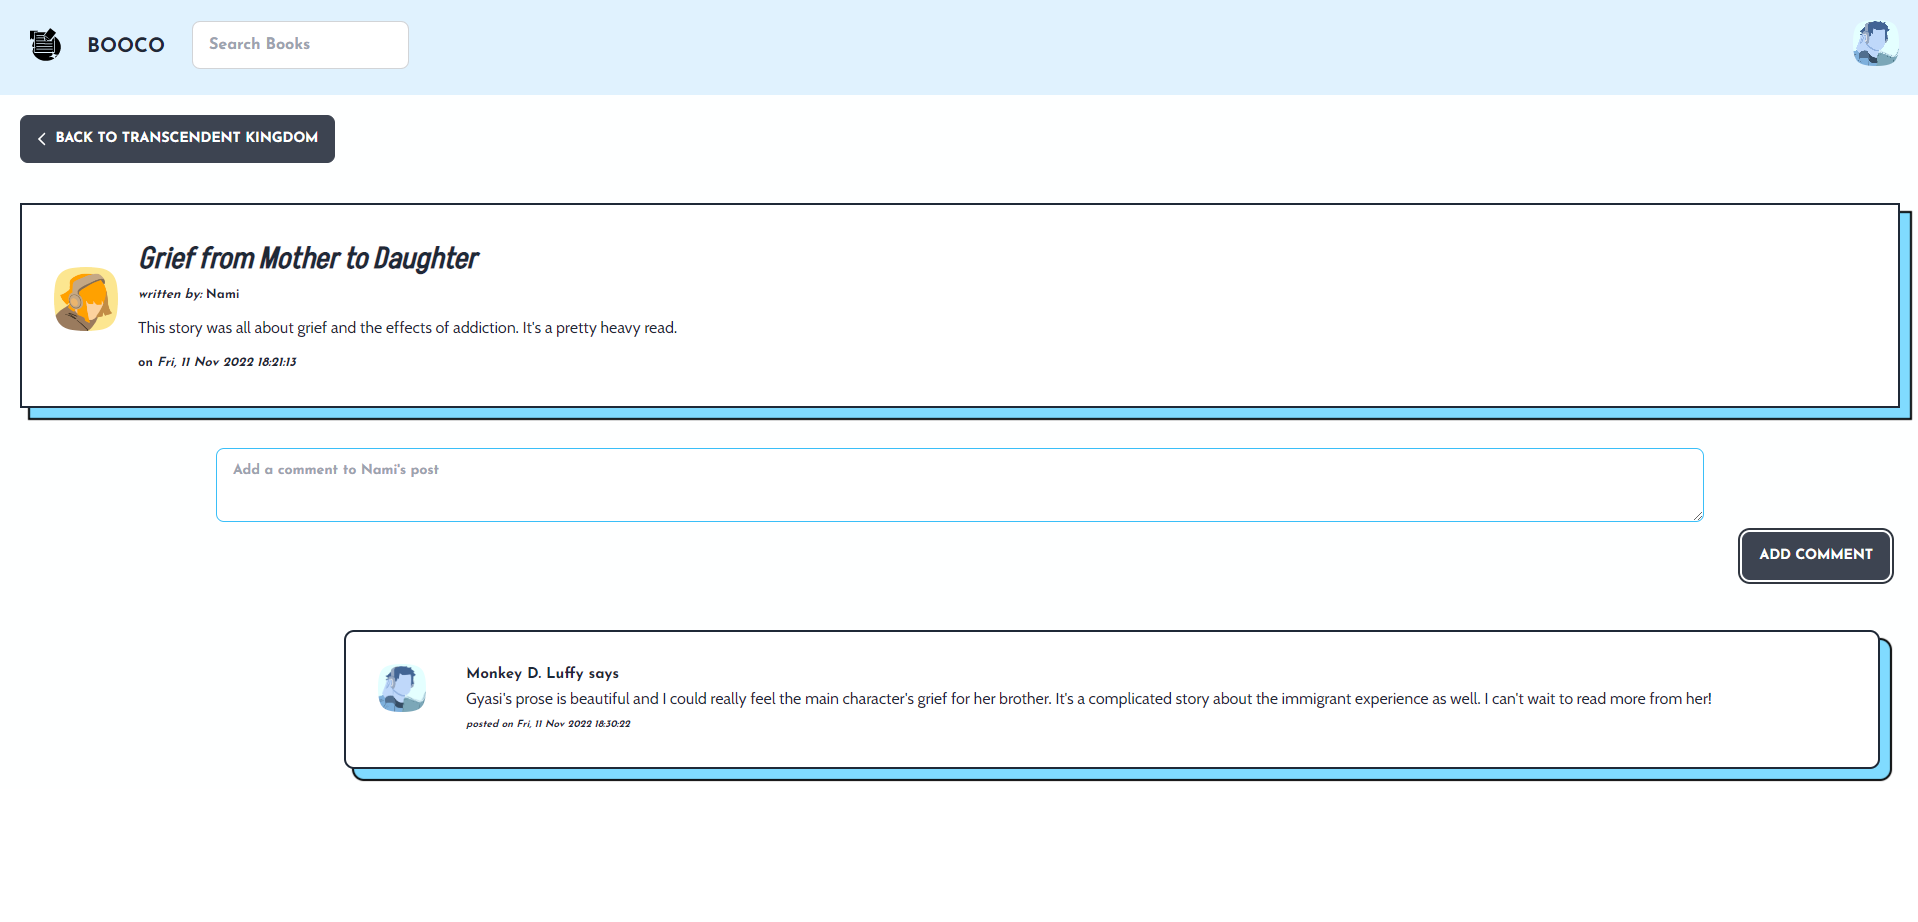 BOOCO
Search Books
BACK TO TRANSCENDENT KINGDOM
Grief from Mother to Daughter
written by: Nami
This story was all about grief and the effects of addiction. It's a pretty heavy read.
on Fri, 11 Nov 2022 18:21:13
Add a comment to Nami's post
ADD COMMENT
Monkey D. Luffy says
Gyasi's prose is beautiful and I could really feel the main character's grief for her brother. It's a complicated story about the immigrant experience as well. I can't wait to read more from her!
posted on Fri, 11 Nov 2022 18:30:22